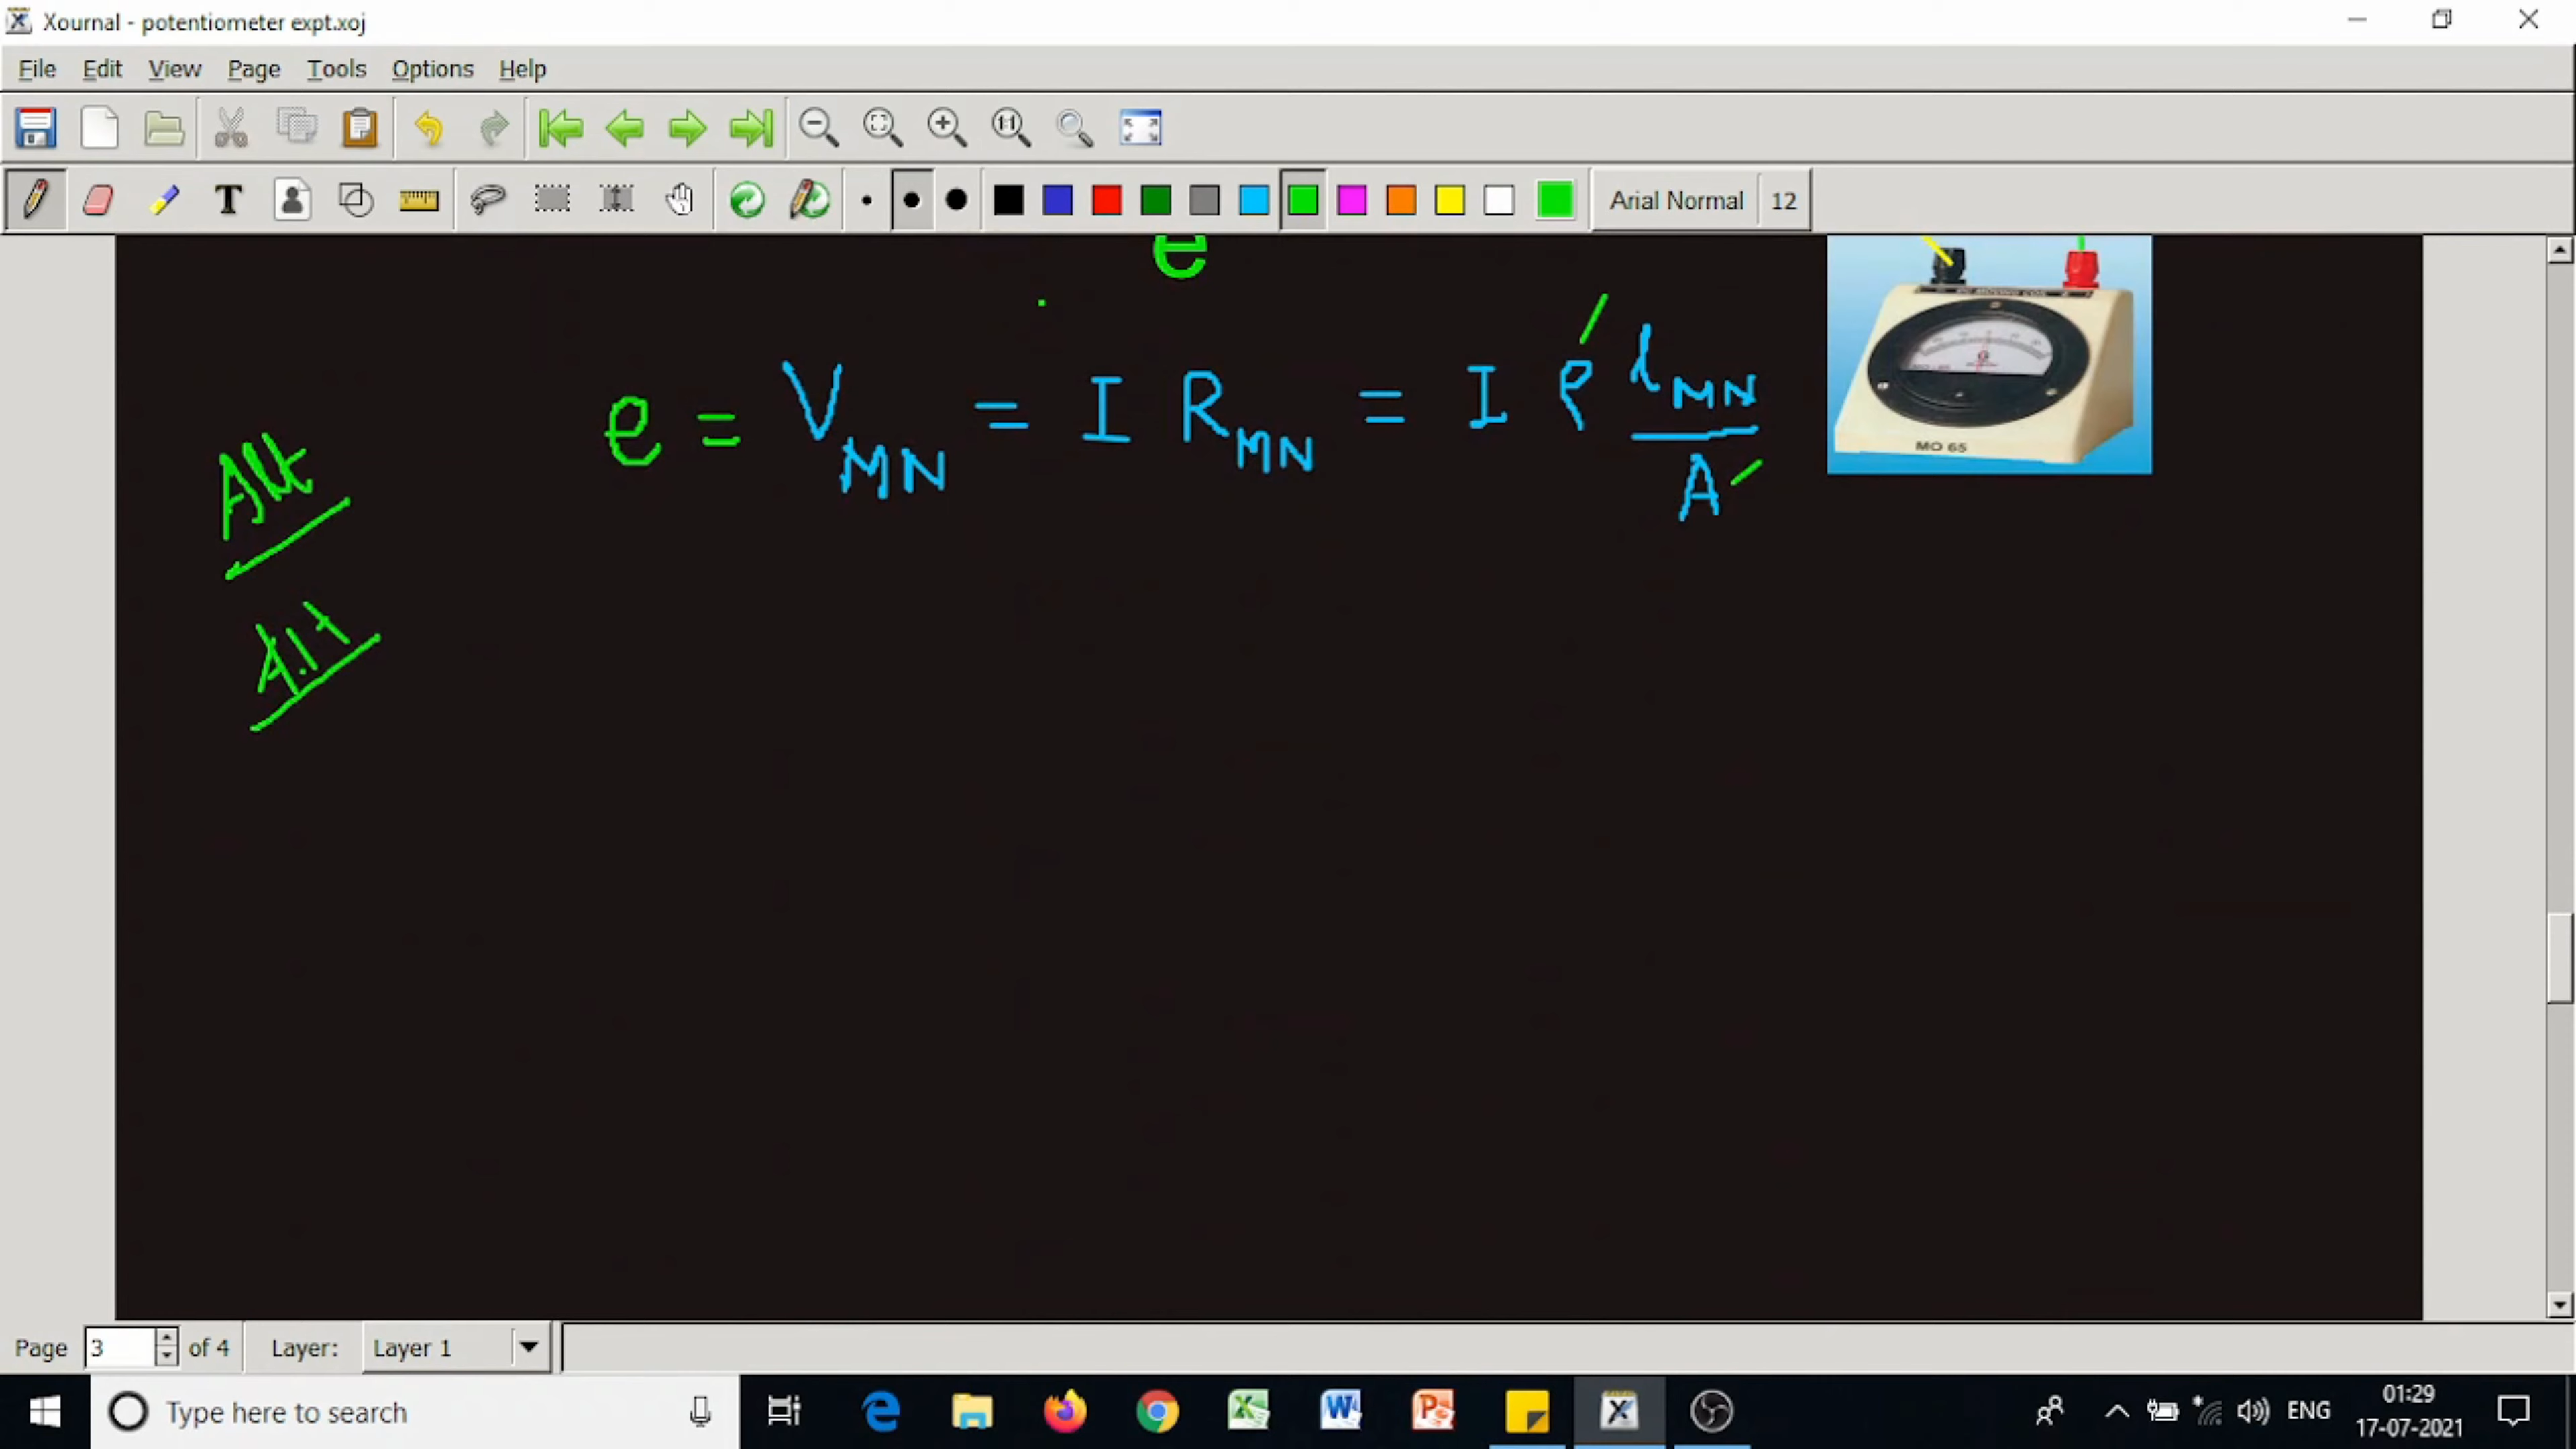 Xournal - potentiometer expt.xoj
File Edit View Page Tools Options Help
T Arial Normal 12
e
e = V_MN = I R_MN = I ρ l_MN / A
MO 65
Alt
Page 3 of 4 Layer: Layer 1
Type here to search
ENG
01:29
17-07-2021